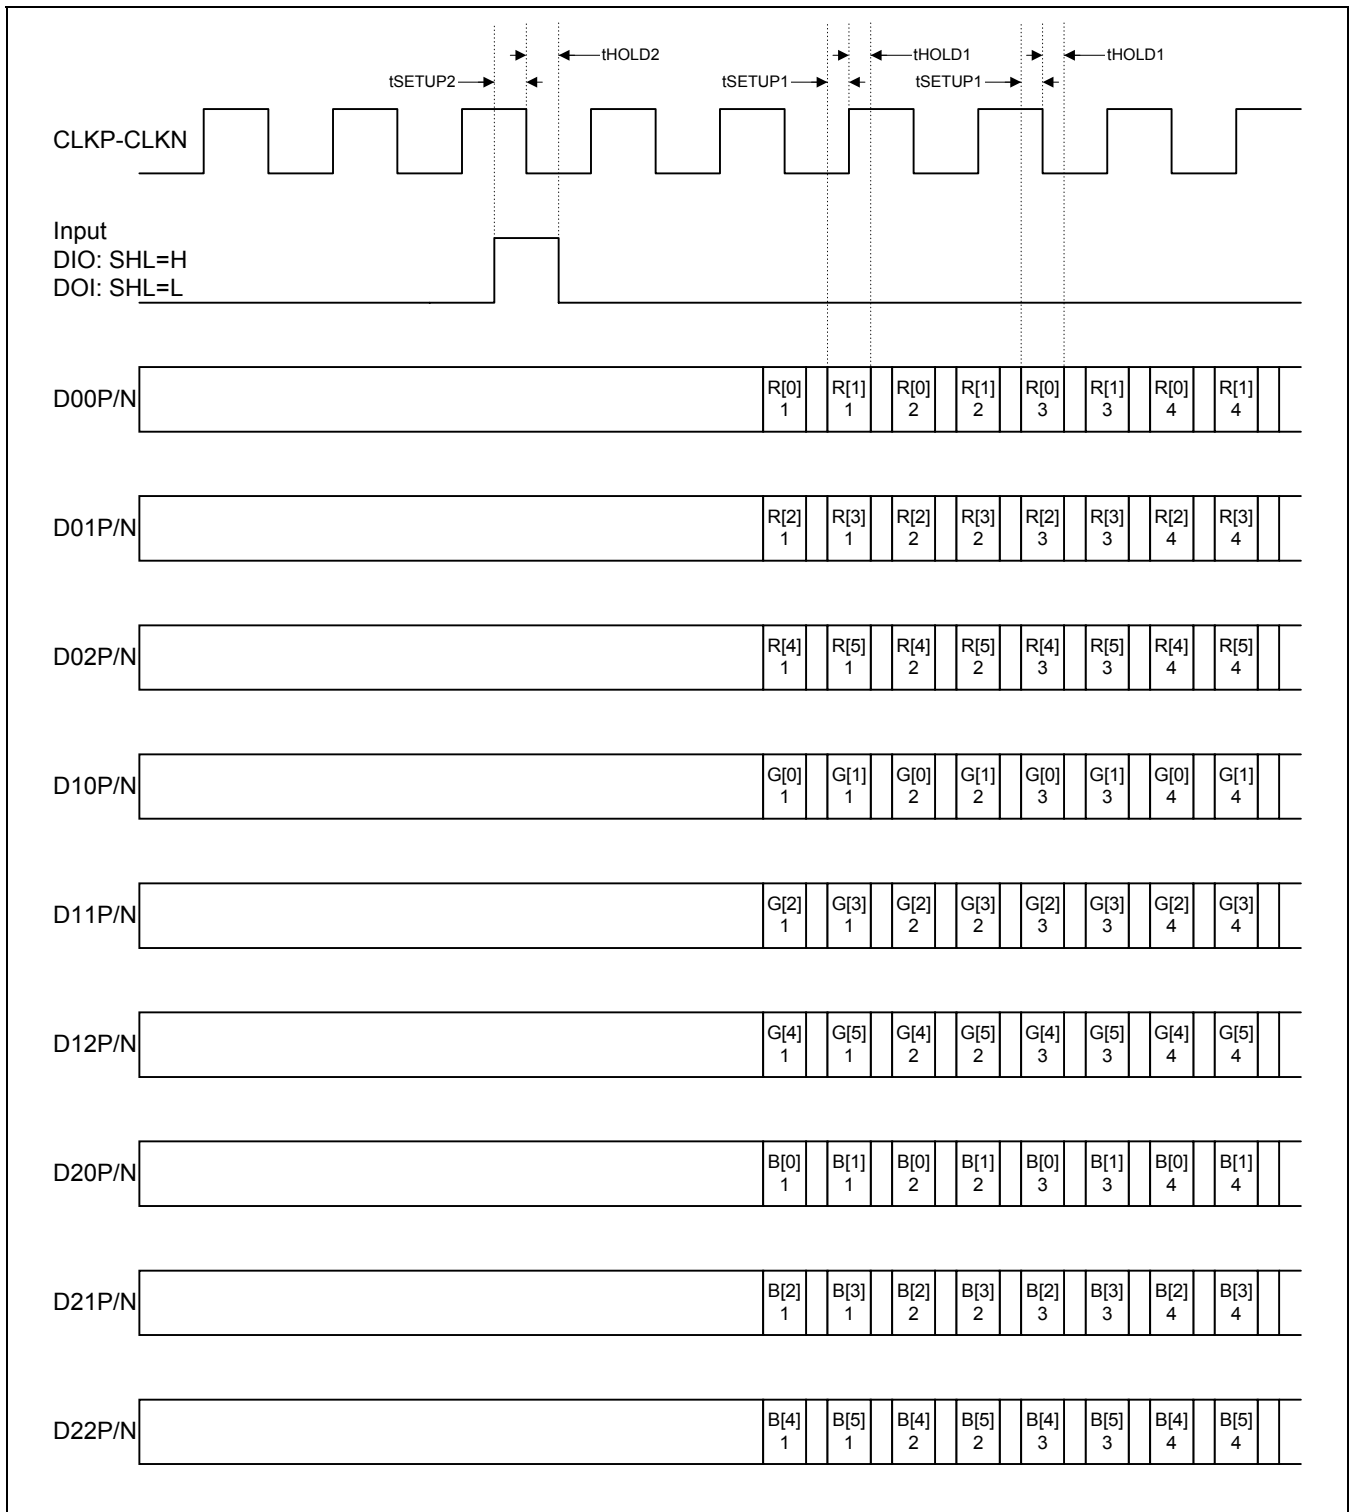 tHOLD2
tHOLD1
tHOLD1
tSETUP2
tSETUP1
tSETUP1
CLKP-CLKN
Input
DIO: SHL=H
DOI: SHL=L
D00P/N
R[0] R[1] R[0] R[1] R[0] R[1] R[0] R[1]
1 1 2 2 3 3 4 4
D01P/N
R[2] R[3] R[2] R[3] R[2] R[3] R[2] R[3]
1 1 2 2 3 3 4 4
D02P/N
R[4] R[5] R[4] R[5] R[4] R[5] R[4] R[5]
1 1 2 2 3 3 4 4
D10P/N
G[0] G[1] G[0] G[1] G[0] G[1] G[0] G[1]
1 1 2 2 3 3 4 4
D11P/N
G[2] G[3] G[2] G[3] G[2] G[3] G[2] G[3]
1 1 2 2 3 3 4 4
D12P/N
G[4] G[5] G[4] G[5] G[4] G[5] G[4] G[5]
1 1 2 2 3 3 4 4
D20P/N
B[0] B[1] B[0] B[1] B[0] B[1] B[0] B[1]
1 1 2 2 3 3 4 4
D21P/N
B[2] B[3] B[2] B[3] B[2] B[3] B[2] B[3]
1 1 2 2 3 3 4 4
D22P/N
B[4] B[5] B[4] B[5] B[4] B[5] B[4] B[5]
1 1 2 2 3 3 4 4